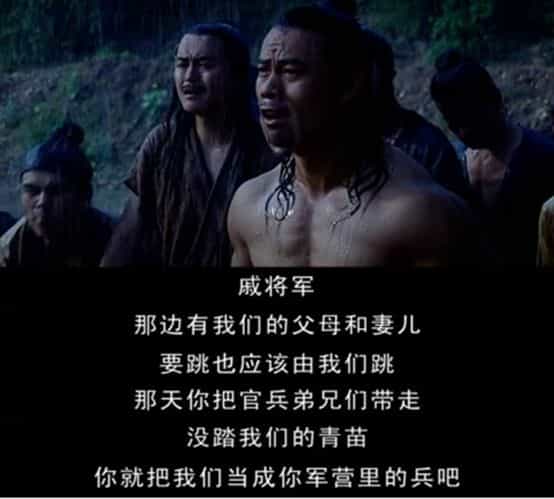 戚将军
那边有我们的父母和妻儿
要跳也应该由我们跳
那天你把官兵弟兄们带走
没踏我们的青苗
你就把我们当成你军营里的兵吧